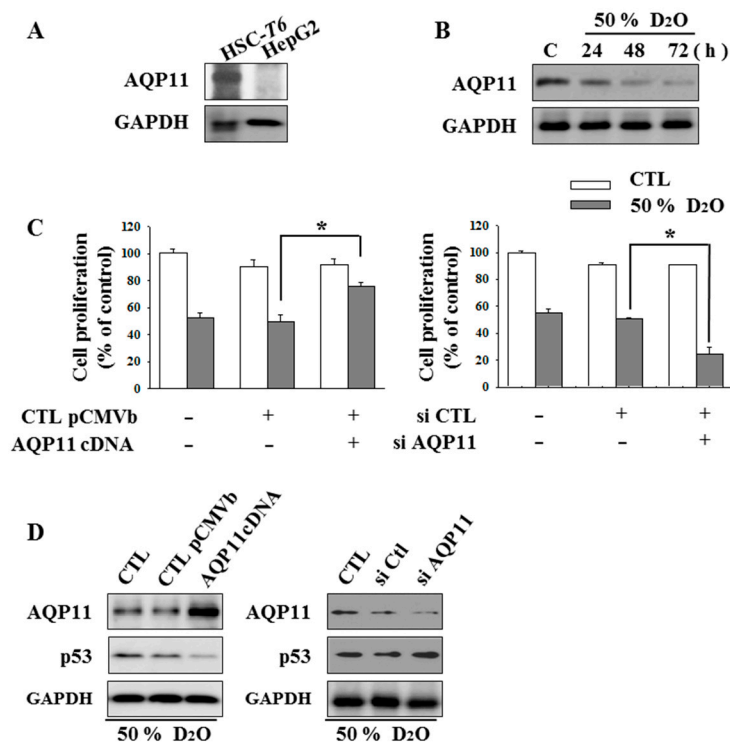 A
HSC-T6 HepG2
AQP11
GAPDH
B
50 % D2O
C 24 48 72 ( h )
AQP11
GAPDH
CTL
50 % D2O
C
Cell proliferation
(% of control)
120
100
80
60
40
20
0
*
CTL pCMVb – + +
AQP11 cDNA – – +
Cell proliferation
(% of control)
120
100
80
60
40
20
0
*
si CTL – + +
si AQP11 – – +
D
CTL CTL pCMVb AQP11cDNA
AQP11
p53
GAPDH
50 % D2O
CTL si Ctl si AQP11
AQP11
p53
GAPDH
50 % D2O